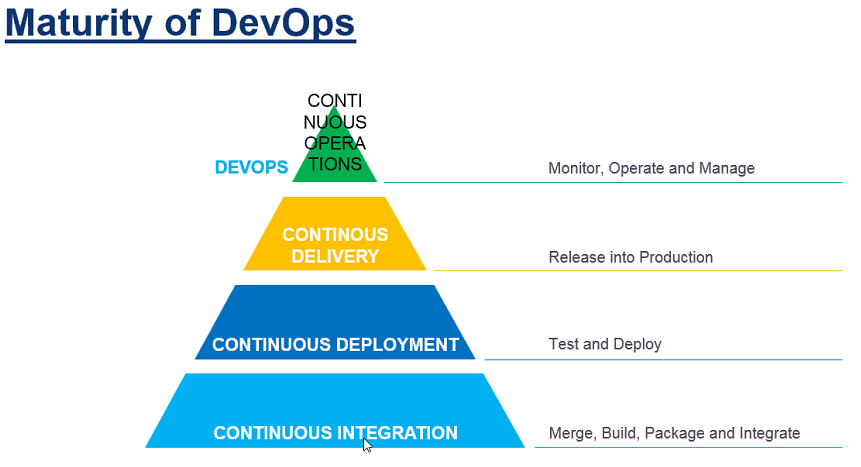 Maturity of DevOps
CONTI
NUOUS
OPERA
TIONS
DEVOPS
Monitor, Operate and Manage
CONTINOUS
DELIVERY
Release into Production
CONTINUOUS DEPLOYMENT
Test and Deploy
CONTINUOUS INTEGRATION
Merge, Build, Package and Integrate